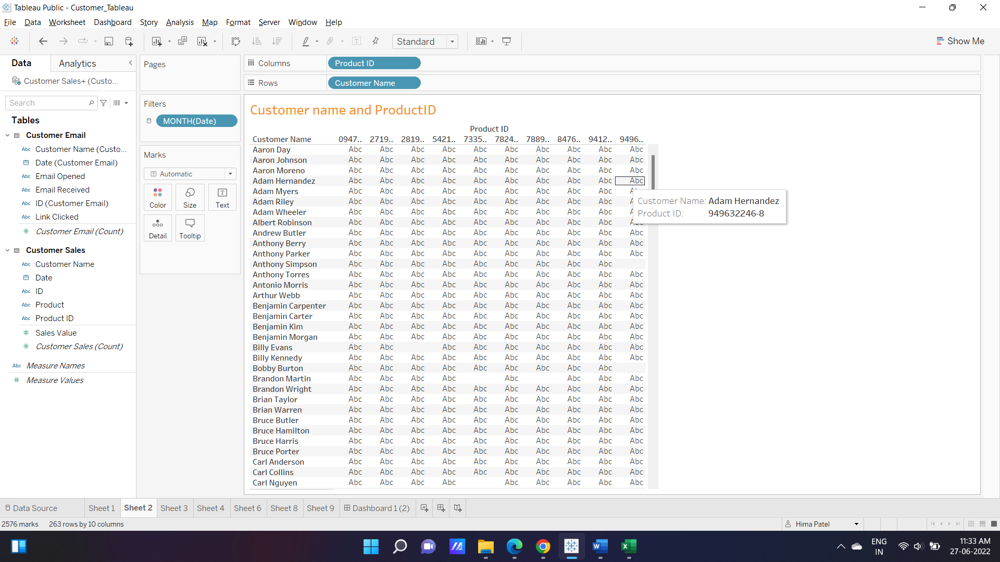 Tableau Public - Customer_Tableau
File Data Worksheet Dashboard Story Analysis Map Format Server Window Help
Standard
Show Me
Data Analytics
Customer Sales+ (Custo...
Search
Tables
Customer Email
Abc Customer Name (Custo...
Date (Customer Email)
Abc Email Opened
Abc Email Received
Abc ID (Customer Email)
Abc Link Clicked
# Customer Email (Count)
Customer Sales
Abc Customer Name
Date
Abc ID
Abc Product
Abc Product ID
# Sales Value
# Customer Sales (Count)
Abc Measure Names
# Measure Values
Pages
Filters
MONTH(Date)
Marks
T Automatic
Color Size Text
Detail Tooltip
Columns Product ID
Rows Customer Name
Customer name and ProductID
Product ID
Customer Name 0947.. 2719.. 2819.. 5421.. 7335.. 7824.. 7889.. 8476.. 9412.. 9496..
Aaron Day Abc Abc Abc Abc Abc Abc Abc Abc Abc Abc
Aaron Johnson Abc Abc Abc Abc Abc Abc Abc Abc Abc Abc
Aaron Moreno Abc Abc Abc Abc Abc Abc Abc Abc Abc Abc
Adam Hernandez Abc Abc Abc Abc Abc Abc Abc Abc Abc Abc
Adam Myers Abc Abc Abc Abc Abc Abc Abc Abc Abc
Adam Riley Abc Abc Abc Abc Abc Abc Abc Abc Abc
Adam Wheeler Abc Abc Abc Abc Abc Abc Abc Abc Abc
Albert Robinson Abc Abc Abc Abc Abc Abc Abc Abc Abc
Customer Name: Adam Hernandez
Product ID: 949632246-8
Andrew Butler Abc Abc Abc Abc Abc Abc Abc Abc Abc Abc
Anthony Berry Abc Abc Abc Abc Abc Abc Abc Abc Abc Abc
Anthony Parker Abc Abc Abc Abc Abc Abc Abc Abc Abc Abc
Anthony Simpson Abc Abc Abc Abc Abc Abc Abc Abc Abc
Anthony Torres Abc Abc Abc Abc Abc Abc Abc Abc Abc Abc
Antonio Morris Abc Abc Abc Abc Abc Abc Abc Abc Abc Abc
Arthur Webb Abc Abc Abc Abc Abc Abc Abc Abc Abc Abc
Benjamin Carpenter Abc Abc Abc Abc Abc Abc Abc Abc Abc Abc
Benjamin Carter Abc Abc Abc Abc Abc Abc Abc Abc Abc Abc
Benjamin Kim Abc Abc Abc Abc Abc Abc Abc Abc Abc Abc
Benjamin Morgan Abc Abc Abc Abc Abc Abc Abc Abc Abc Abc
Billy Evans Abc Abc Abc Abc Abc Abc Abc Abc Abc
Billy Kennedy Abc Abc Abc Abc Abc Abc Abc Abc Abc Abc
Bobby Burton Abc Abc Abc Abc Abc Abc Abc Abc Abc
Brandon Martin Abc Abc Abc Abc Abc Abc Abc Abc
Brandon Wright Abc Abc Abc Abc Abc Abc Abc Abc Abc Abc
Brian Taylor Abc Abc Abc Abc Abc Abc Abc Abc Abc Abc
Brian Warren Abc Abc Abc Abc Abc Abc Abc Abc Abc Abc
Bruce Butler Abc Abc Abc Abc Abc Abc Abc Abc Abc Abc
Bruce Hamilton Abc Abc Abc Abc Abc Abc Abc Abc Abc Abc
Bruce Harris Abc Abc Abc Abc Abc Abc Abc Abc Abc Abc
Bruce Porter Abc Abc Abc Abc Abc Abc Abc Abc Abc Abc
Carl Anderson Abc Abc Abc Abc Abc Abc Abc Abc Abc Abc
Carl Collins Abc Abc Abc Abc Abc Abc Abc Abc Abc Abc
Carl Nguyen Abc Abc Abc Abc Abc Abc Abc Abc Abc
Data Source Sheet 1 Sheet 2 Sheet 3 Sheet 4 Sheet 6 Sheet 8 Sheet 9 Dashboard 1 (2)
2576 marks 263 rows by 10 columns
Hima Patel
ENG
IN
11:33 AM
27-06-2022